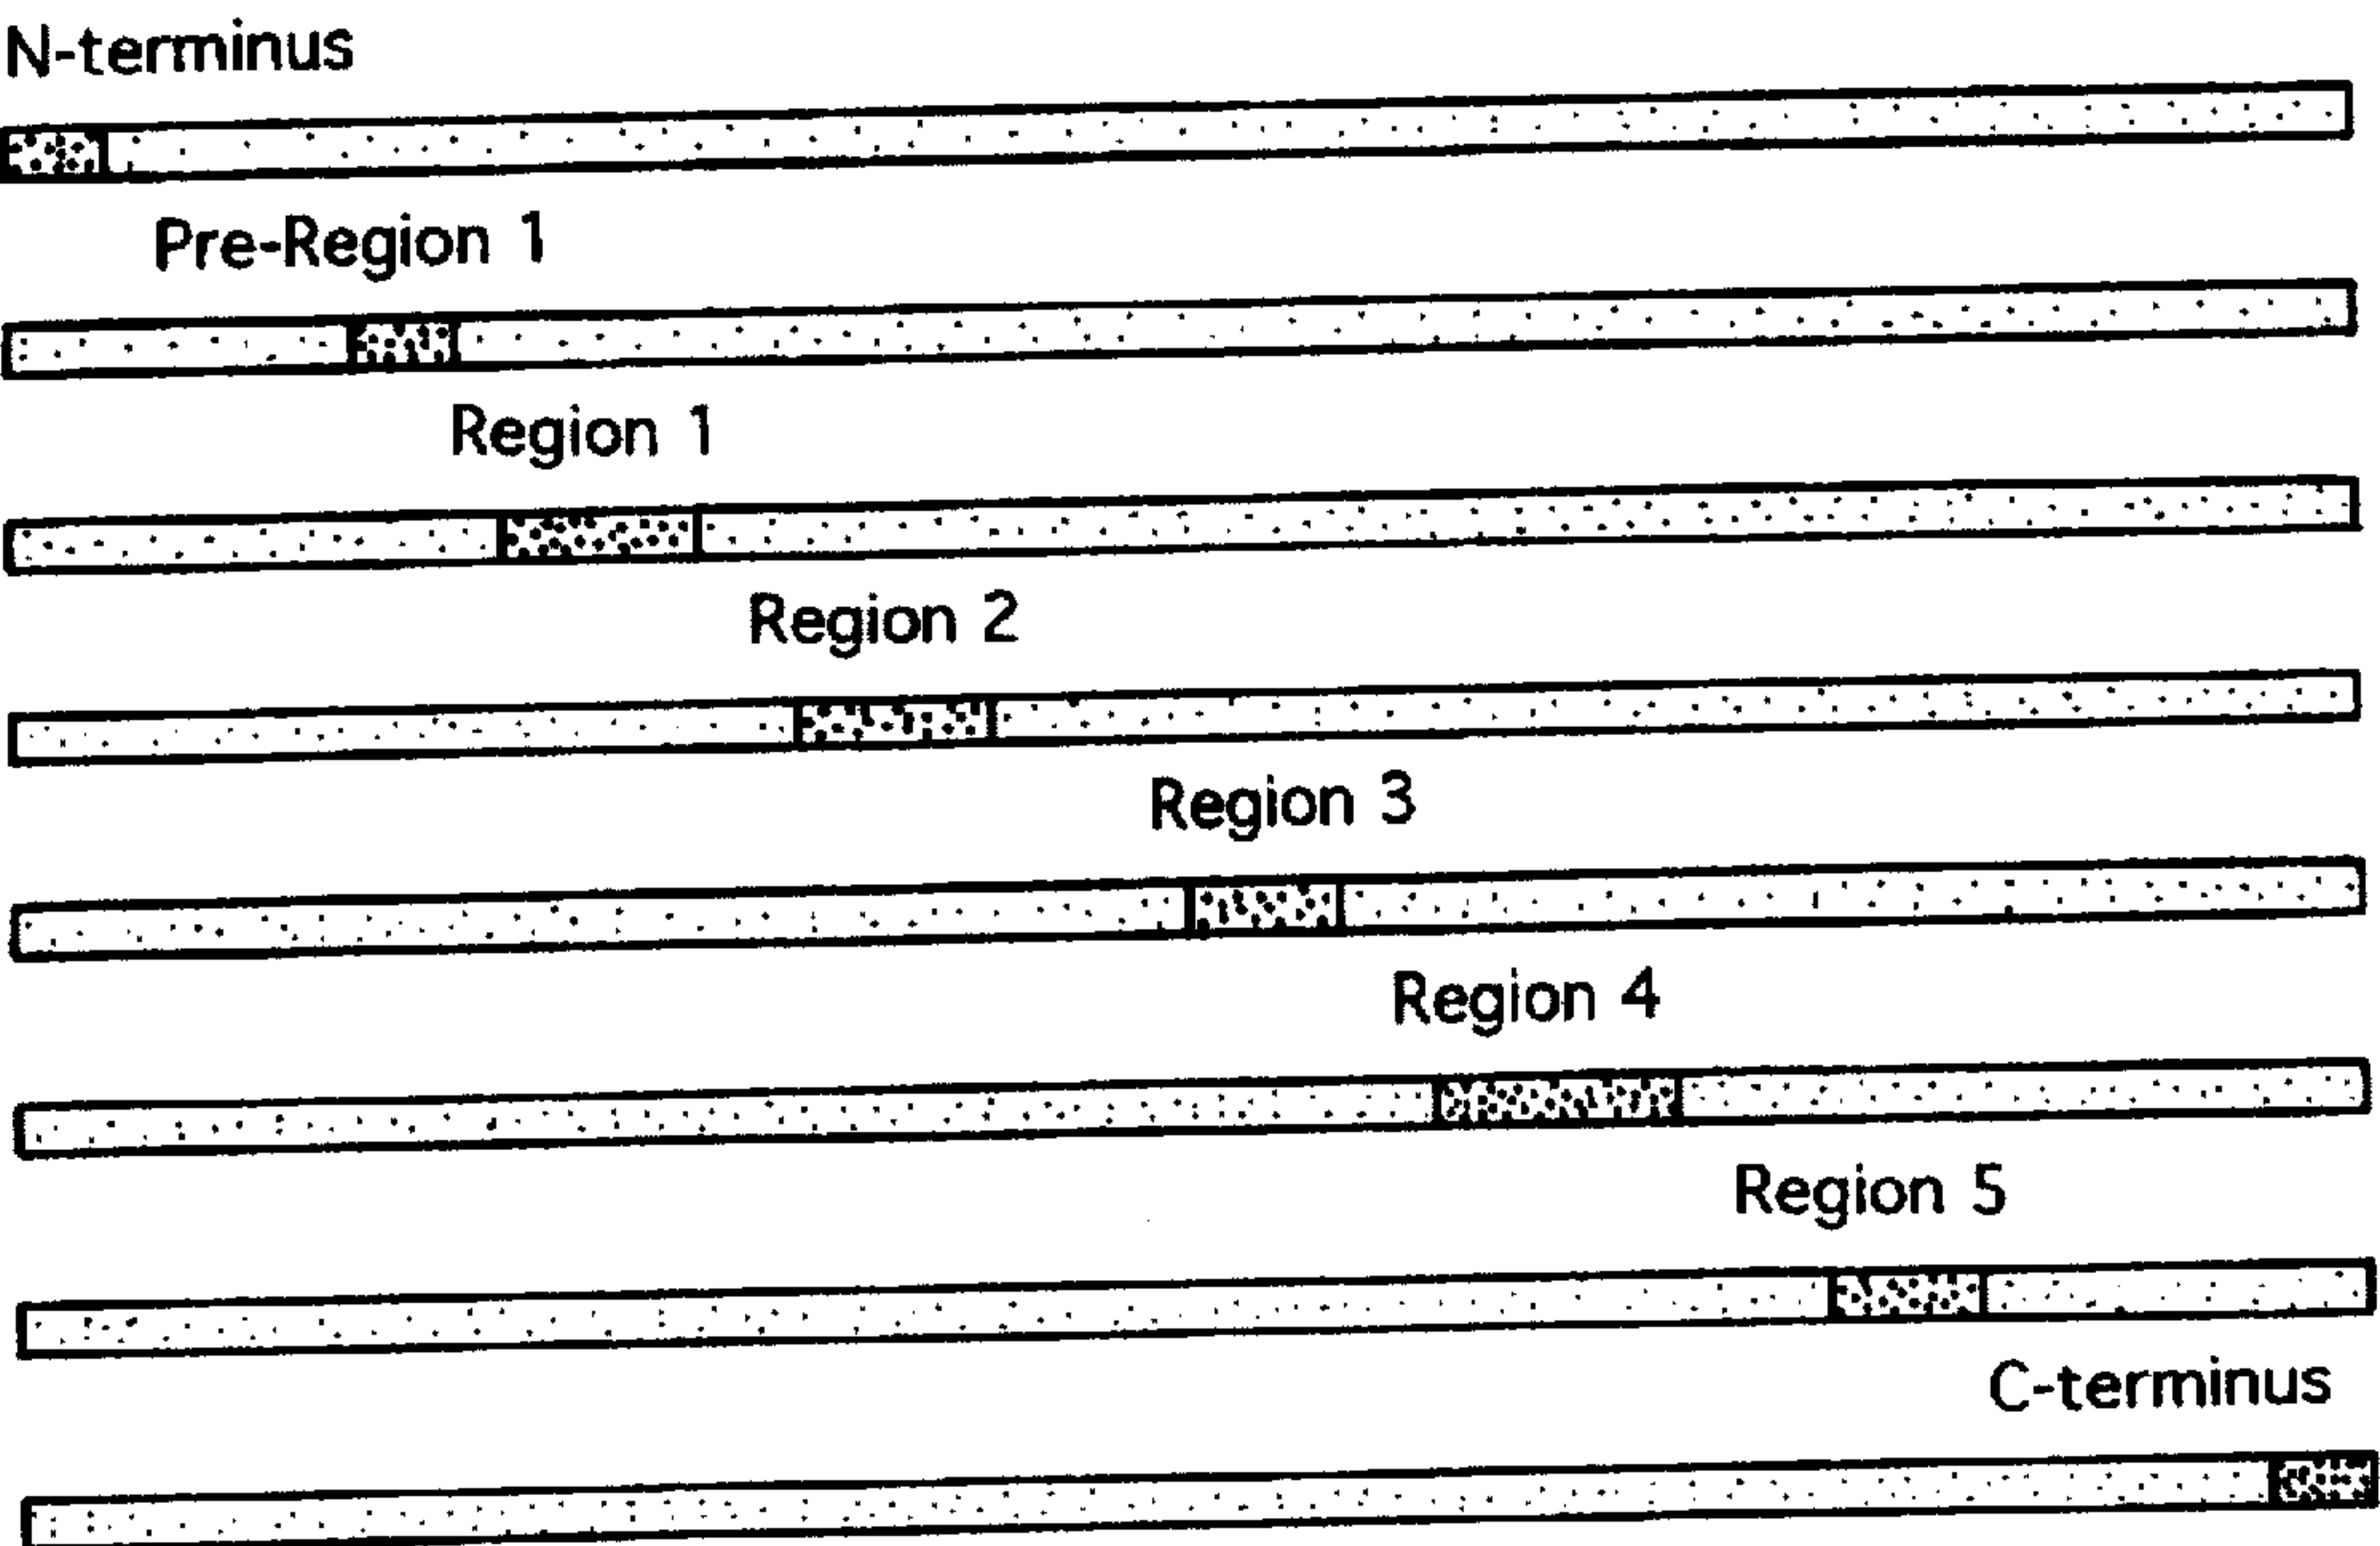 N-terminus
Pre-Region 1
Region 1
Region 2
Region 3
Region 4
Region 5
C-terminus